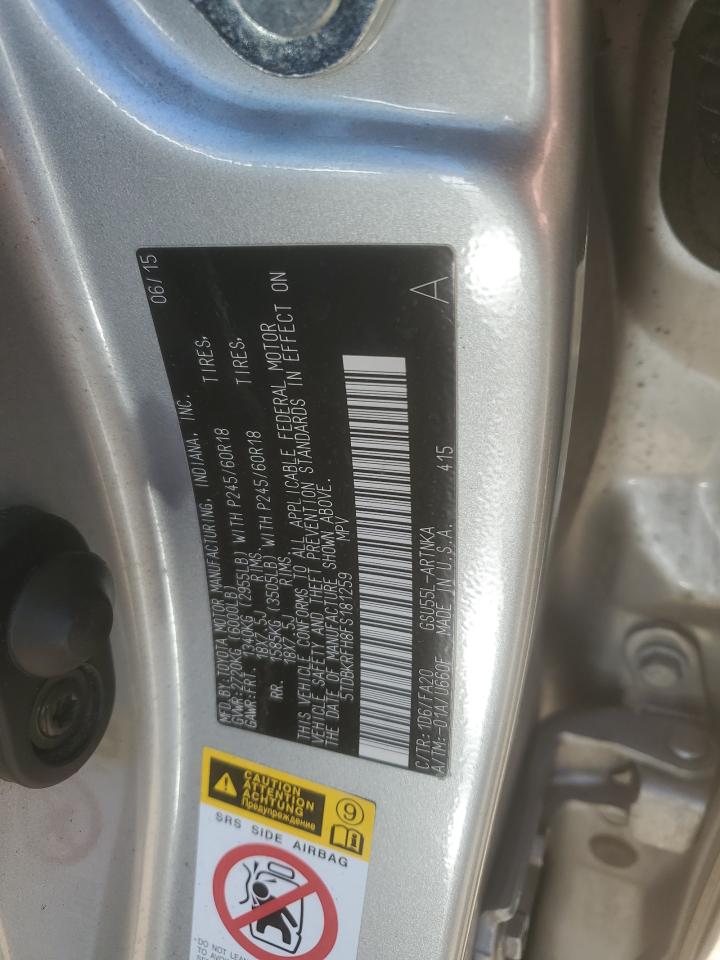 MFD.BY: TOYOTA MOTOR MANUFACTURING, INDIANA, INC. 06/15
GVWR:2720KG (6000LB)
GAWR:FRT. 1340KG (2955LB) WITH P245/60R18 TIRES,
18X7.5J RIMS.
RR. 1585KG (3505LB) WITH P245/60R18 TIRES,
18X7.5J RIMS.
THIS VEHICLE CONFORMS TO ALL APPLICABLE FEDERAL MOTOR
VEHICLE SAFETY AND THEFT PREVENTION STANDARDS IN EFFECT ON
THE DATE OF MANUFACTURE SHOWN ABOVE.
5TDBKRFH8FS181259 MPV
C/TR:1D6/FA20 GSU55L-ARTNKA A
A/TM:-01A/U660F MADE IN U.S.A. 415
CAUTION
ATTENTION
ACHTUNG
Предупреждение
9
SRS SIDE AIRBAG
-DO NOT LEAN